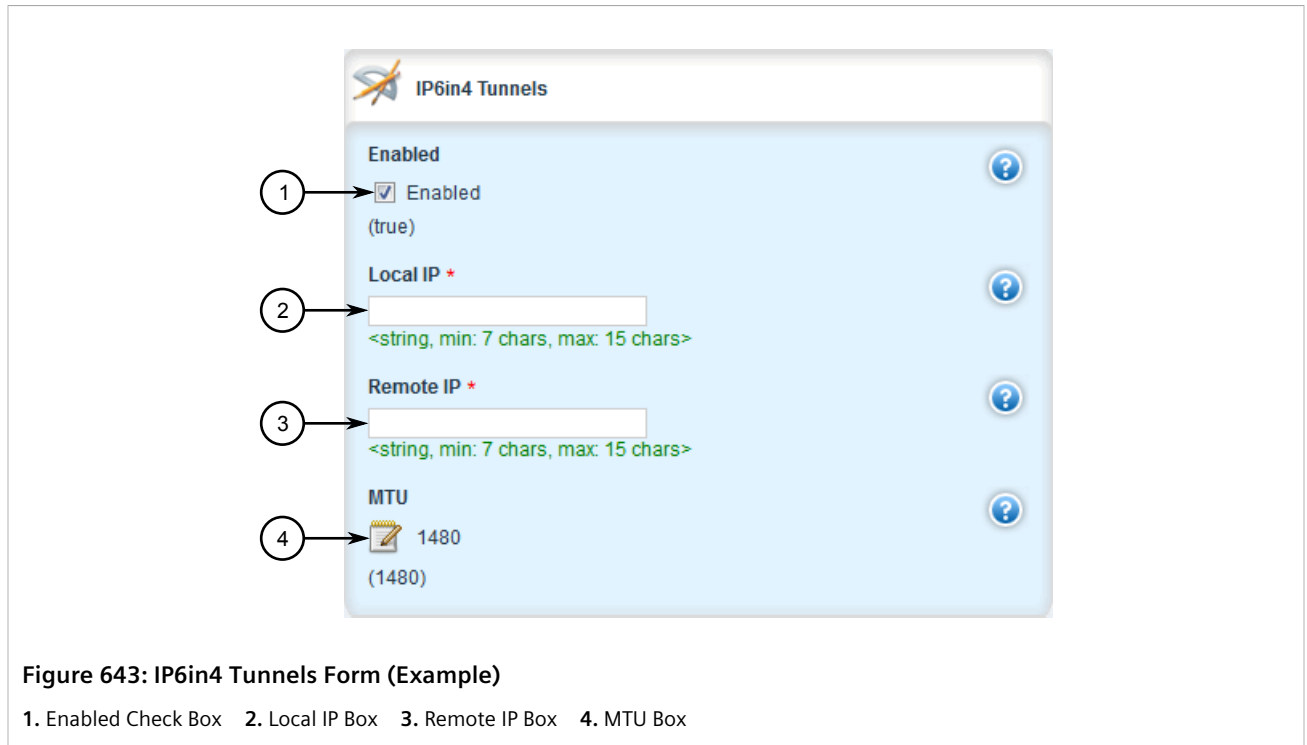 IP6in4 Tunnels
Enabled
?
1
Enabled
(true)
Local IP *
?
2
<string, min: 7 chars, max: 15 chars>
Remote IP *
?
3
<string, min: 7 chars, max: 15 chars>
MTU
?
4
1480
(1480)
Figure 643: IP6in4 Tunnels Form (Example)
1. Enabled Check Box 2. Local IP Box 3. Remote IP Box 4. MTU Box